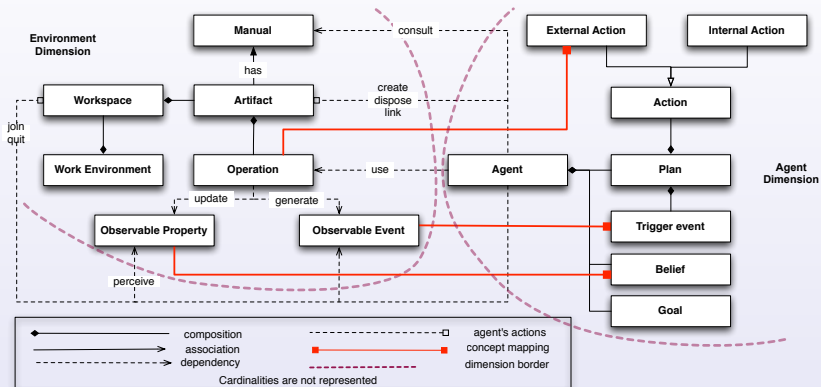 Manual
External Action
Internal Action
Environment
Dimension
consult
has
create
dispose
link
Workspace
Artifact
Action
join
quit
Work Environment
Operation
use
Agent
Plan
Agent
Dimension
update
generate
Observable Property
Observable Event
Trigger event
perceive
Belief
Goal
composition
agent's actions
association
concept mapping
dependency
dimension border
Cardinalities are not represented